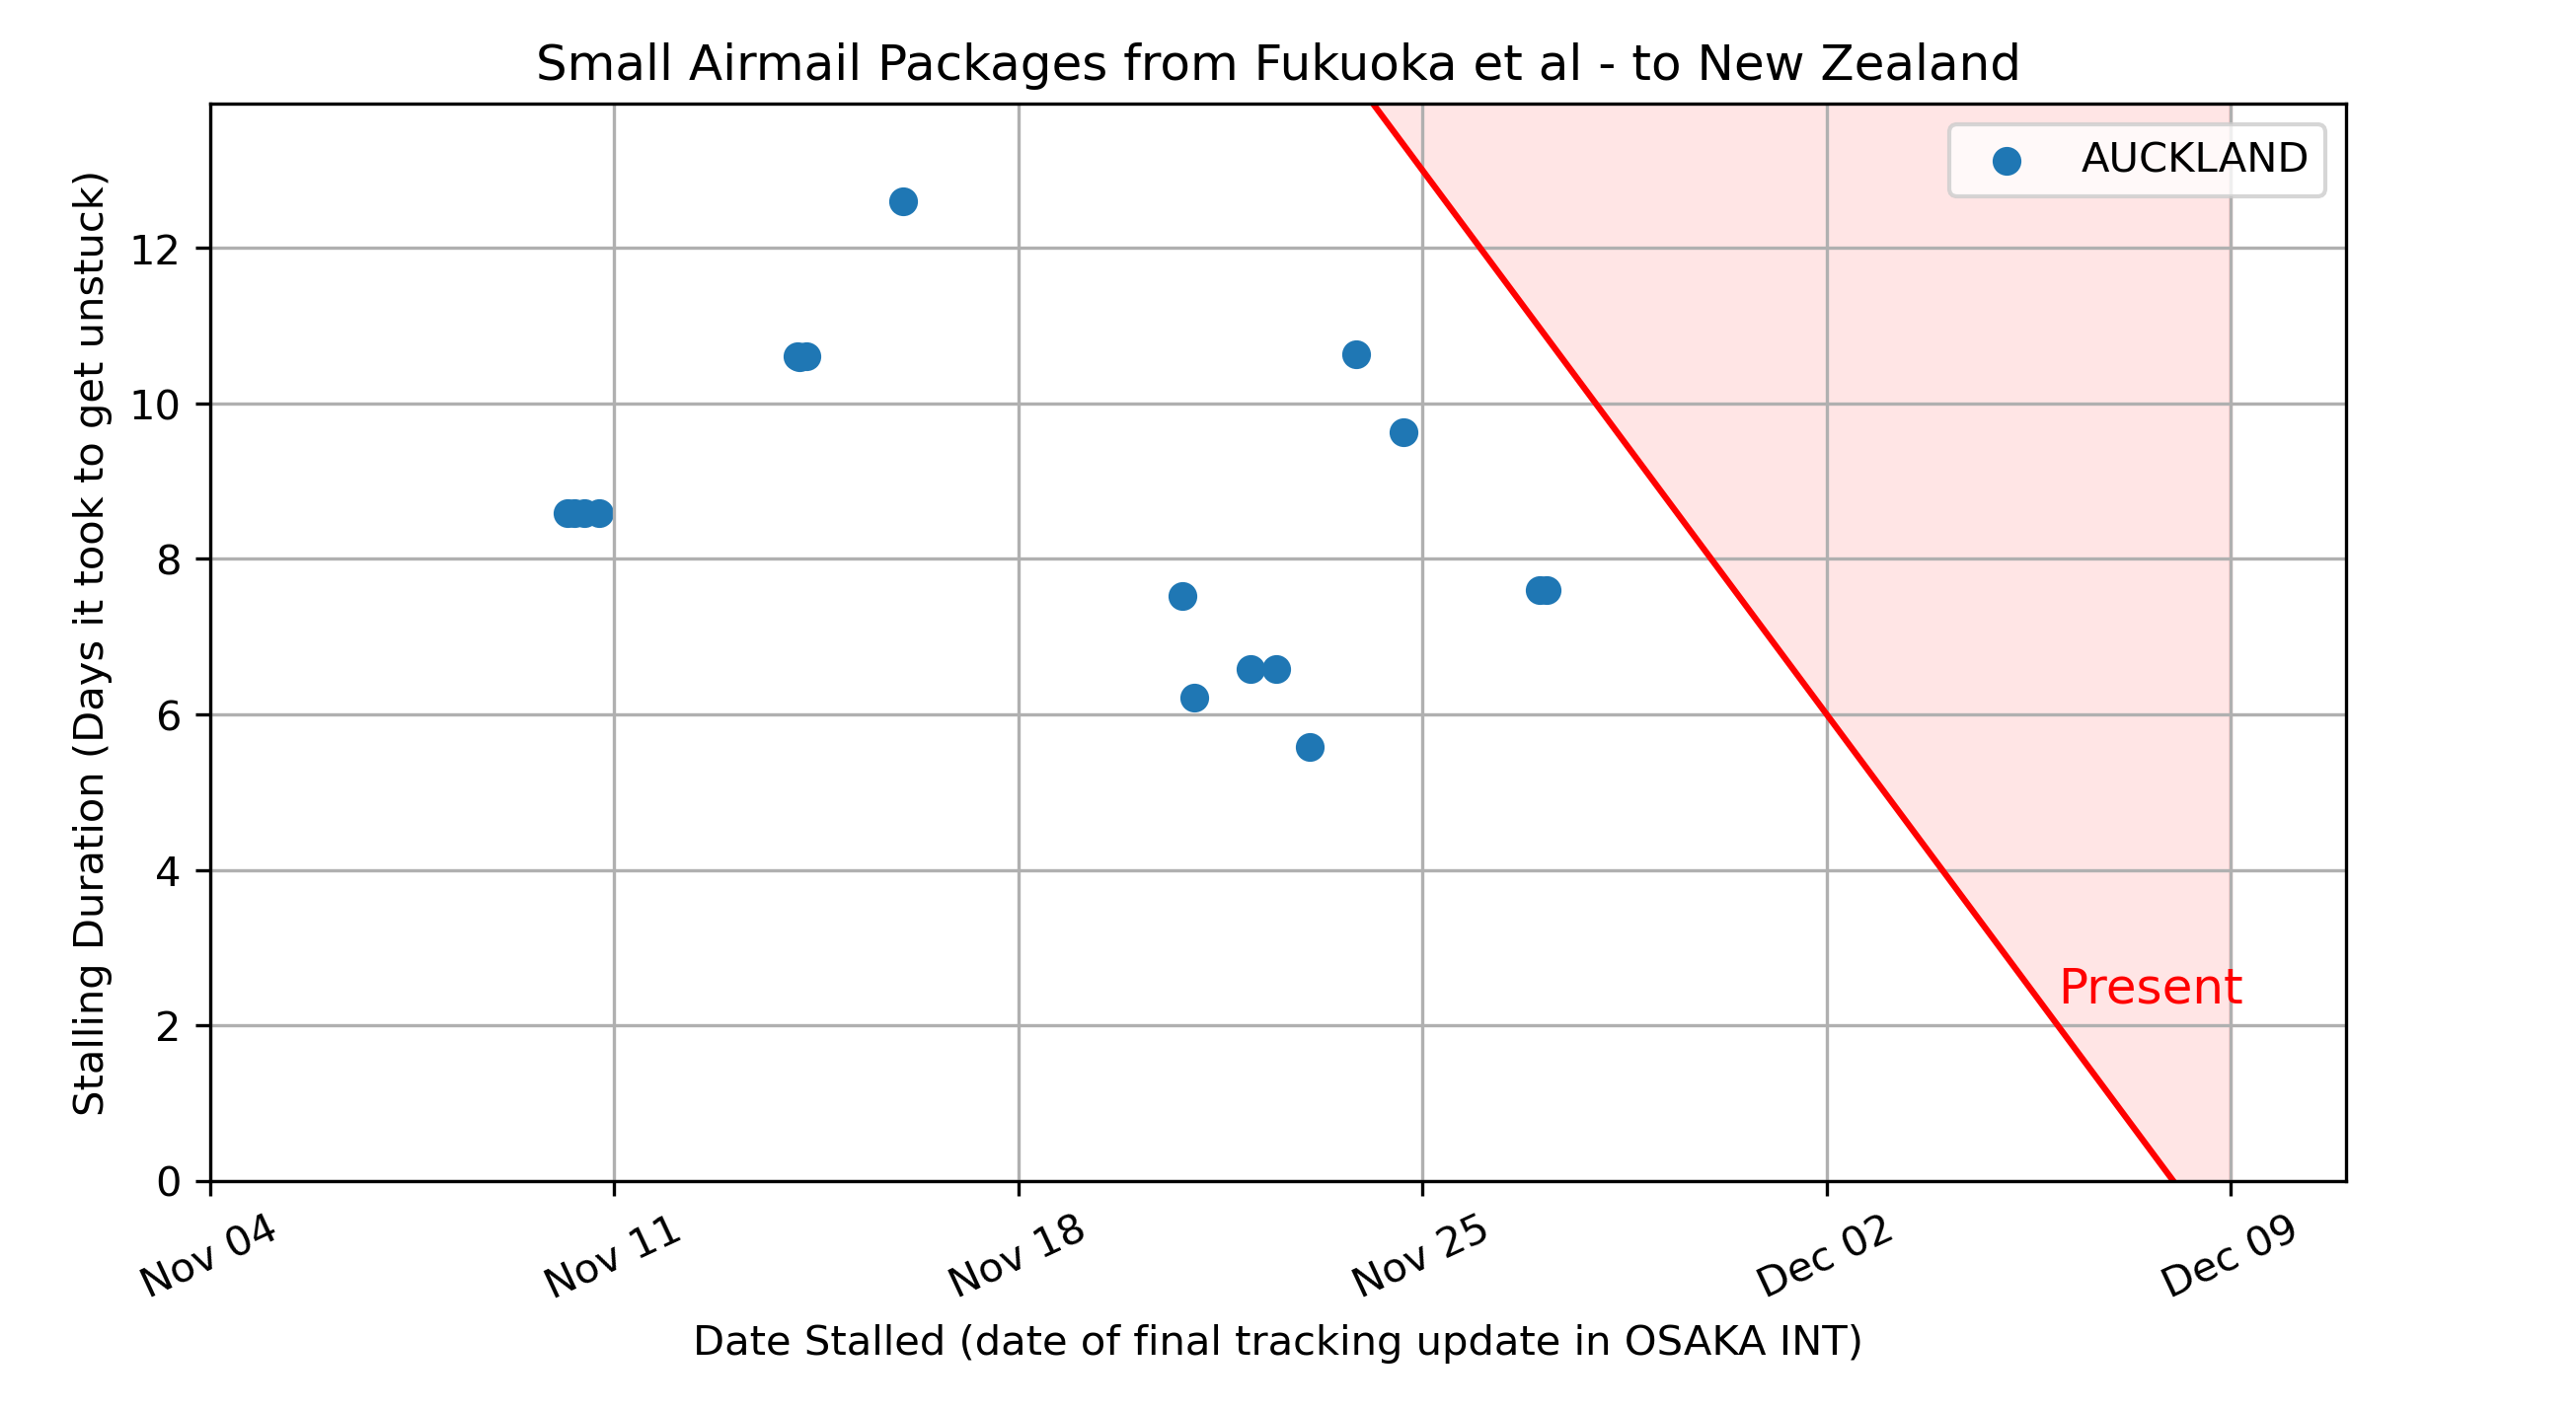 Small Airmail Packages from Fukuoka et al - to New Zealand
AUCKLAND
Stalling Duration (Days it took to get unstuck)
12
10
8
6
4
2
0
Present
Nov 04
Nov 11
Nov 18
Nov 25
Dec 02
Dec 09
Date Stalled (date of final tracking update in OSAKA INT)